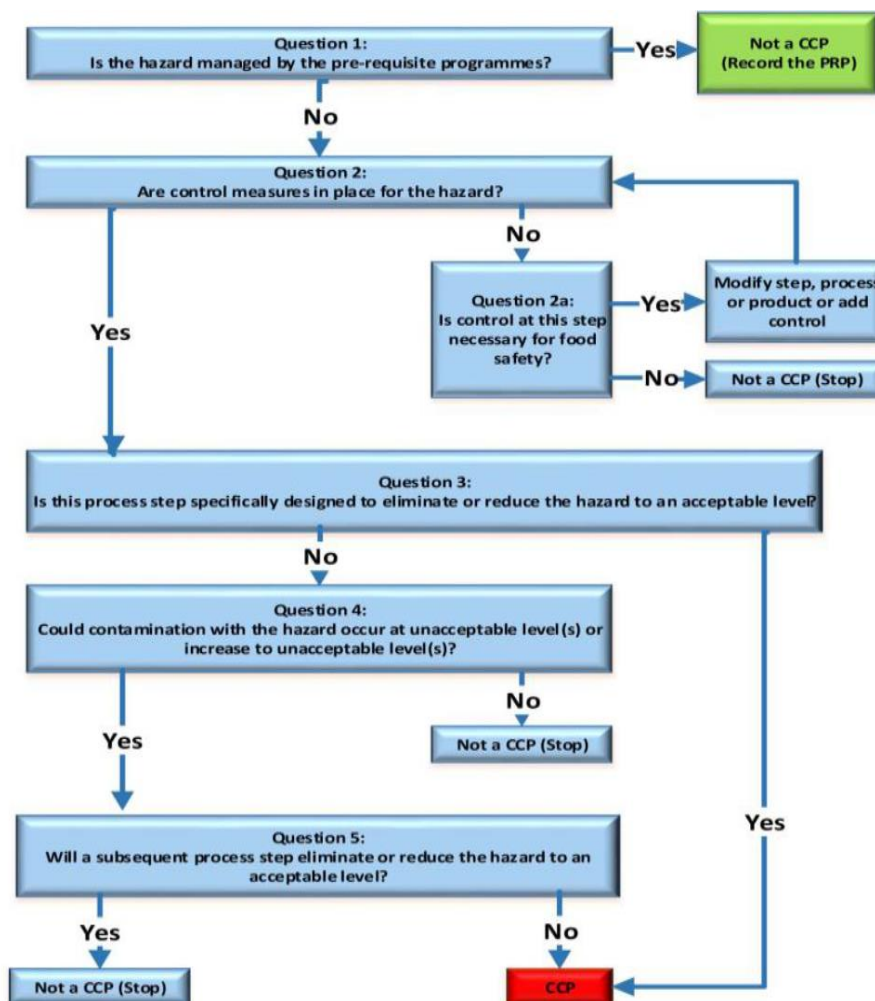 Question 1:
Is the hazard managed by the pre-requisite programmes?
Yes
Not a CCP
(Record the PRP)
No
Question 2:
Are control measures in place for the hazard?
No
Yes
Question 2a:
Is control at this step
necessary for food
safety?
Yes
Modify step, process
or product or add
control
No
Not a CCP (Stop)
Question 3:
Is this process step specifically designed to eliminate or reduce the hazard to an acceptable level?
No
Question 4:
Could contamination with the hazard occur at unacceptable level(s) or
increase to unacceptable level(s)?
No
Not a CCP (Stop)
Yes
Yes
Question 5:
Will a subsequent process step eliminate or reduce the hazard to an
acceptable level?
Yes
No
Not a CCP (Stop)
CCP